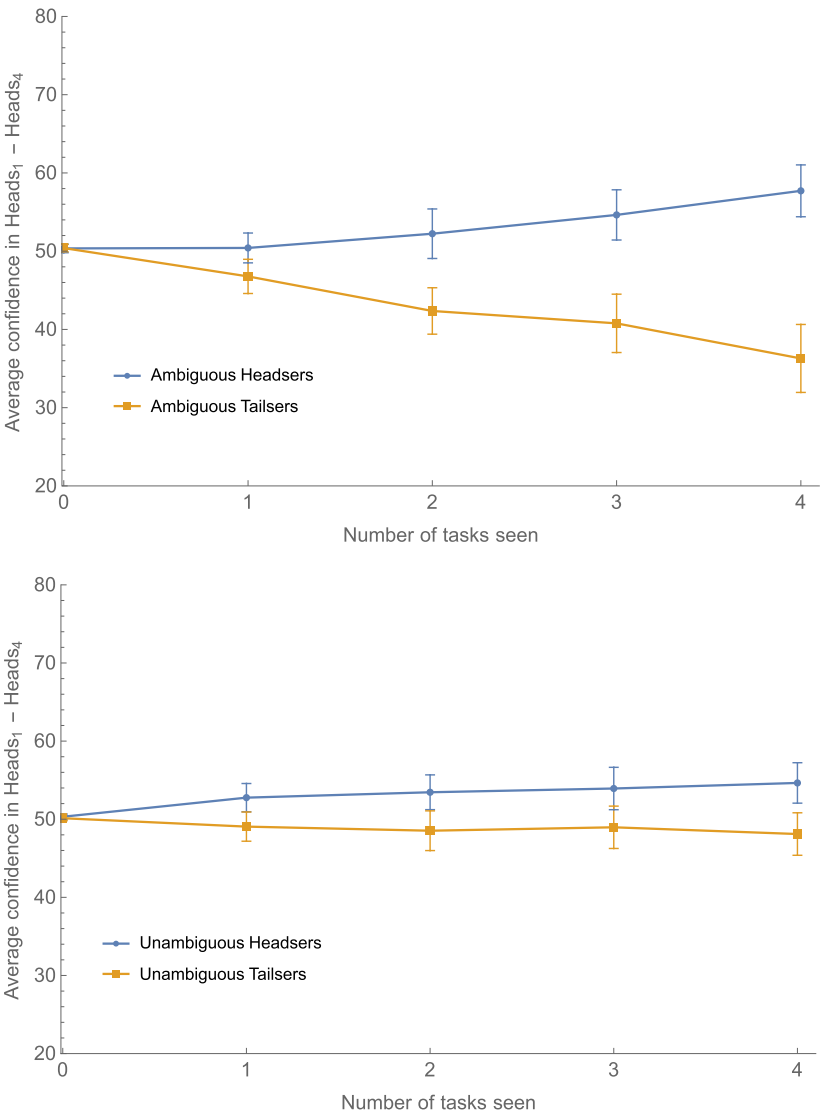 80
70
60
50
40
30
20
Average confidence in Heads₁ − Heads₄
Ambiguous Headsers
Ambiguous Tailsers
0 1 2 3 4
Number of tasks seen
80
70
60
50
40
30
20
Average confidence in Heads₁ − Heads₄
Unambiguous Headsers
Unambiguous Tailsers
0 1 2 3 4
Number of tasks seen